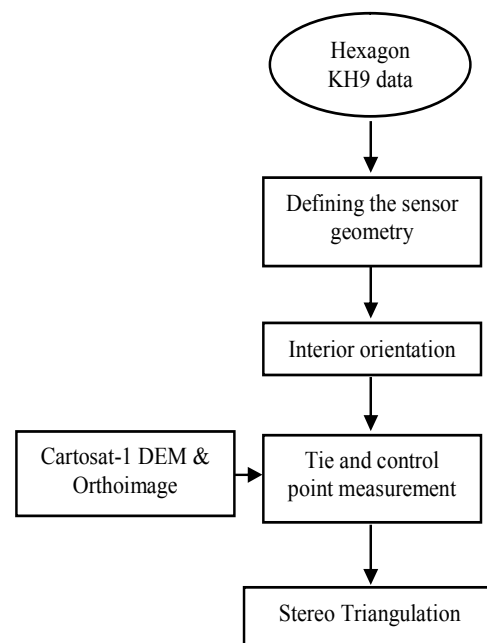 Hexagon
KH9 data
Defining the sensor
geometry
Interior orientation
Cartosat-1 DEM &
Orthoimage
Tie and control
point measurement
Stereo Triangulation